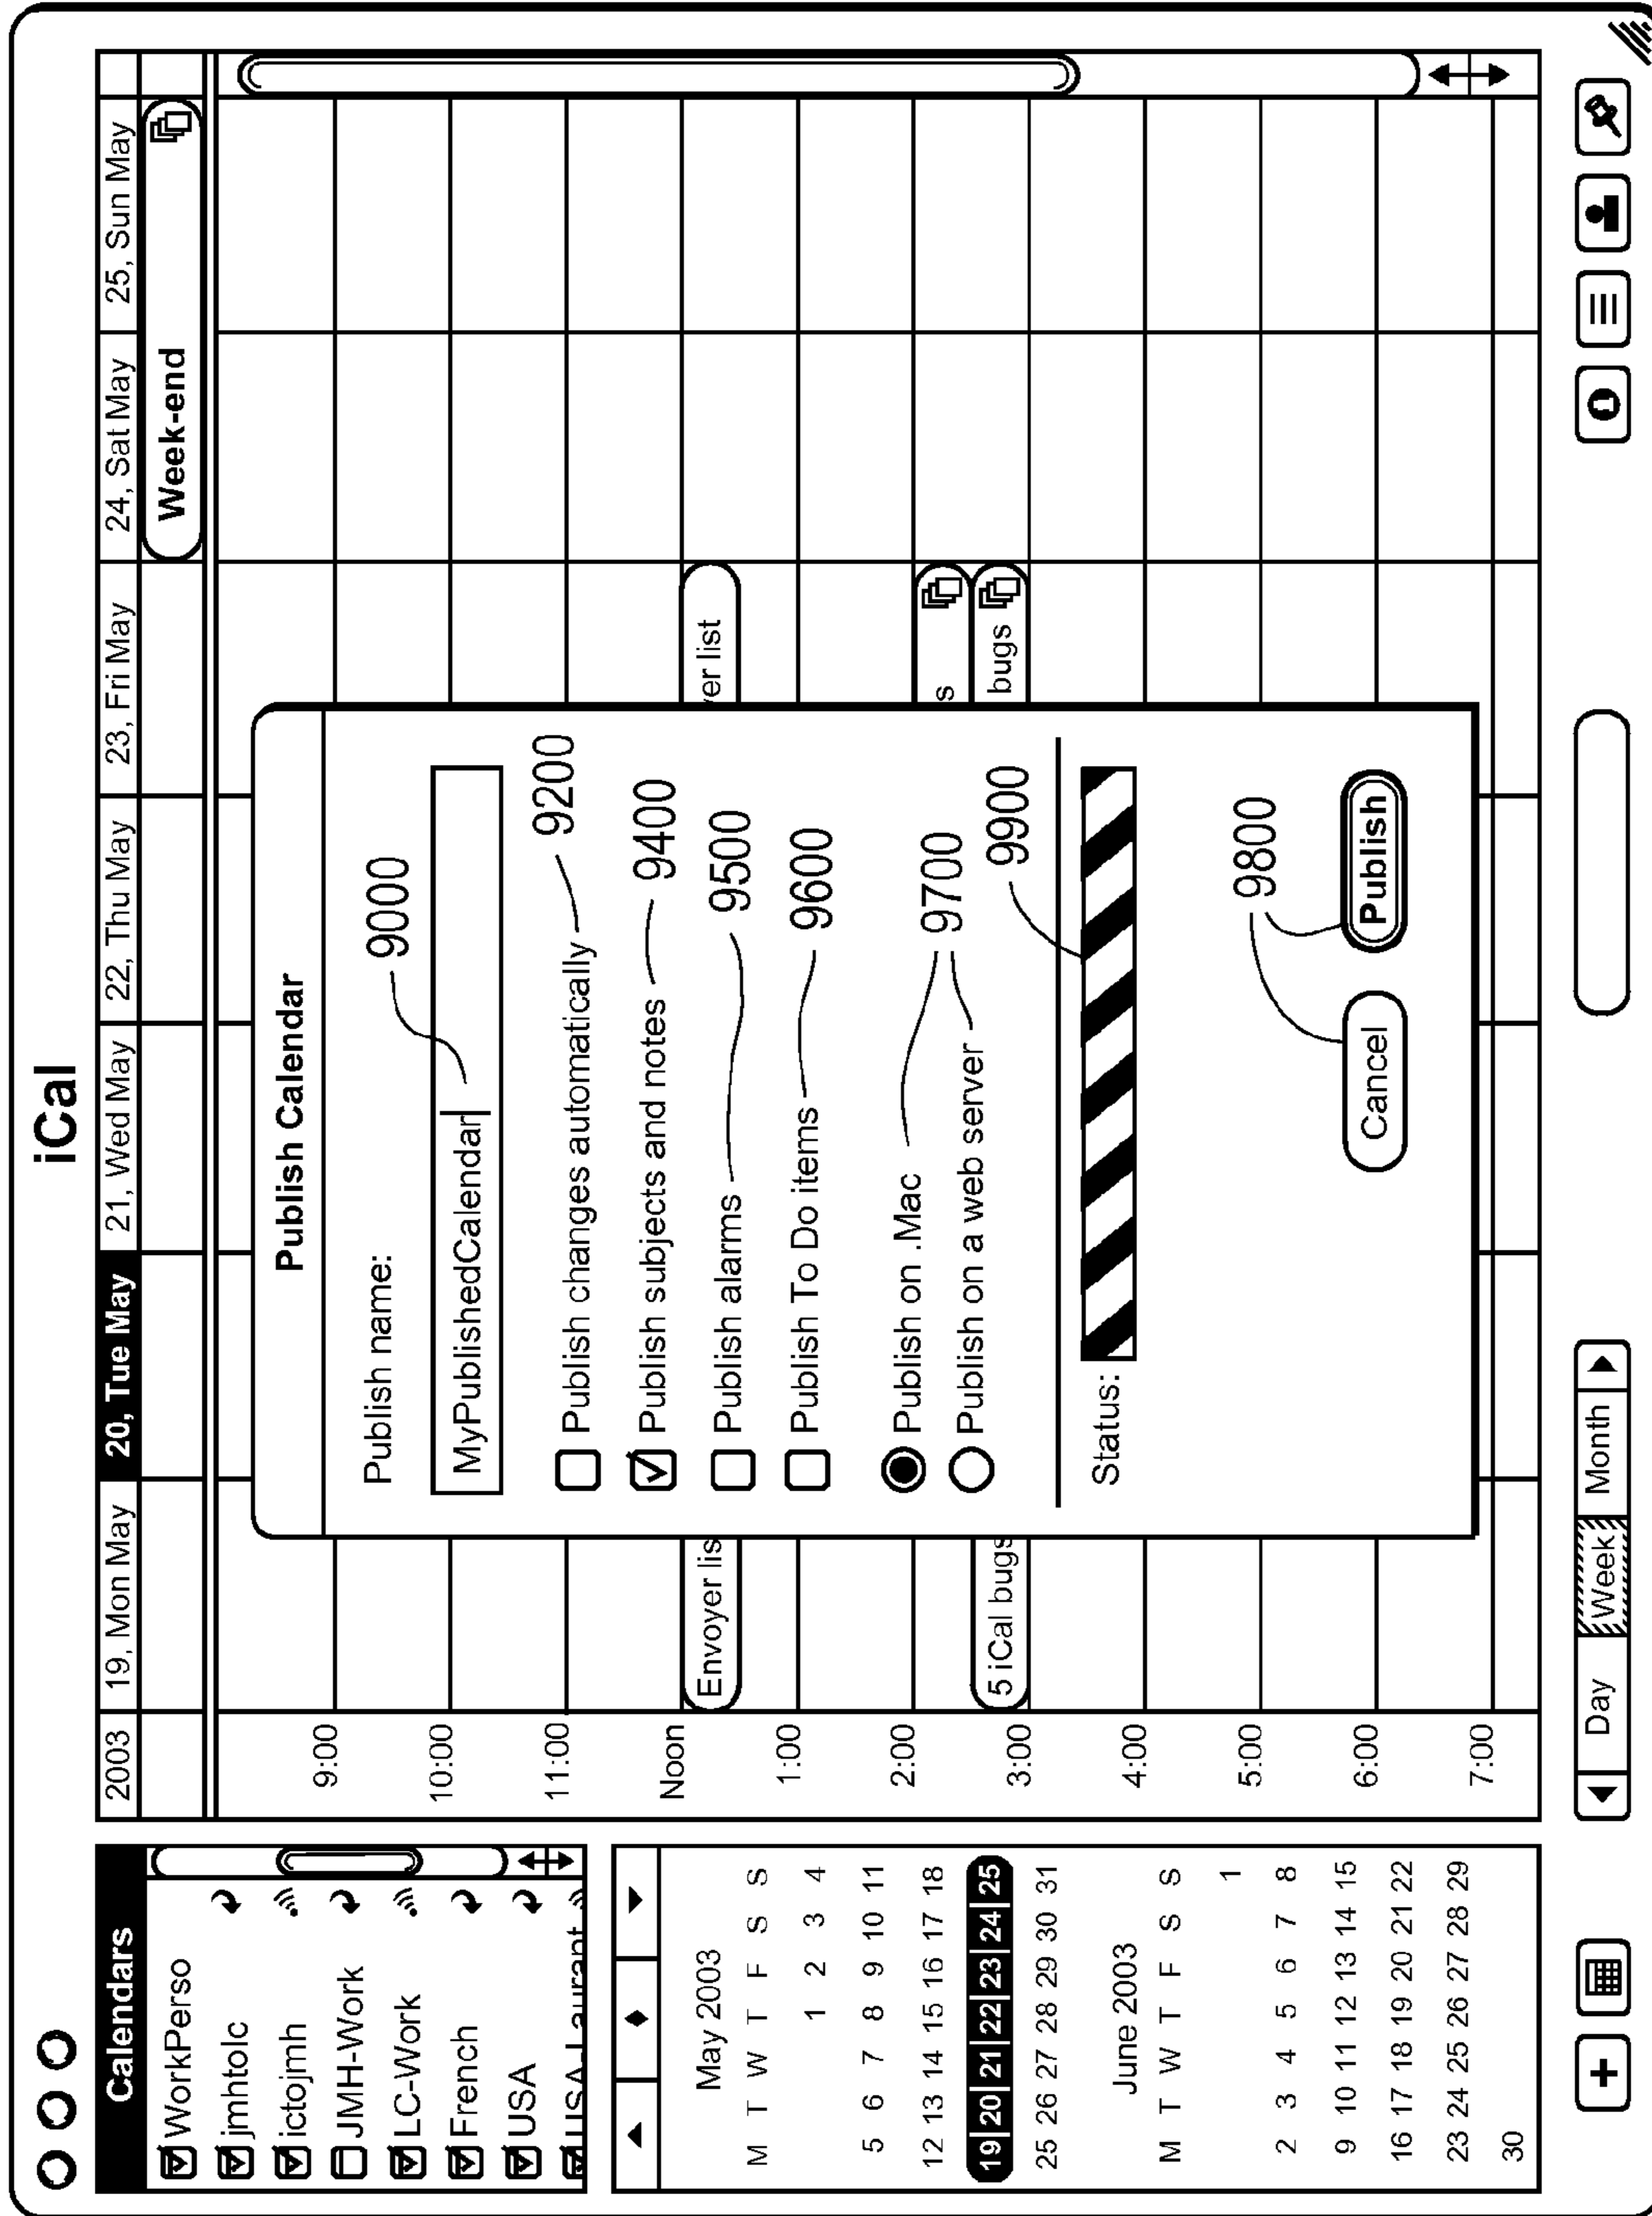 iCal
Calendars
WorkPerso
jmhtolc
ictojmh
JMH-Work
LC-Work
French
USA
USA-Laurant
May 2003
M T W T F S S
1 2 3 4
5 6 7 8 9 10 11
12 13 14 15 16 17 18
19 20 21 22 23 24 25
25 26 27 28 29 30 31
June 2003
M T W T F S S
1
2 3 4 5 6 7 8
9 10 11 12 13 14 15
16 17 18 19 20 21 22
23 24 25 26 27 28 29
30
2003 19, Mon May 20, Tue May 21, Wed May 22, Thu May 23, Fri May 24, Sat May 25, Sun May
Week-end
9:00
10:00
11:00
Noon
1:00
2:00
3:00
4:00
5:00
6:00
7:00
Envoyer lis
er list
s
5 iCal bugs
bugs
Publish Calendar
Publish name:
9000
MyPublishedCalendar
Publish changes automatically 9200
Publish subjects and notes 9400
Publish alarms 9500
Publish To Do items 9600
Publish on .Mac 9700
Publish on a web server
9900
Status:
9800
Cancel Publish
Day Week Month